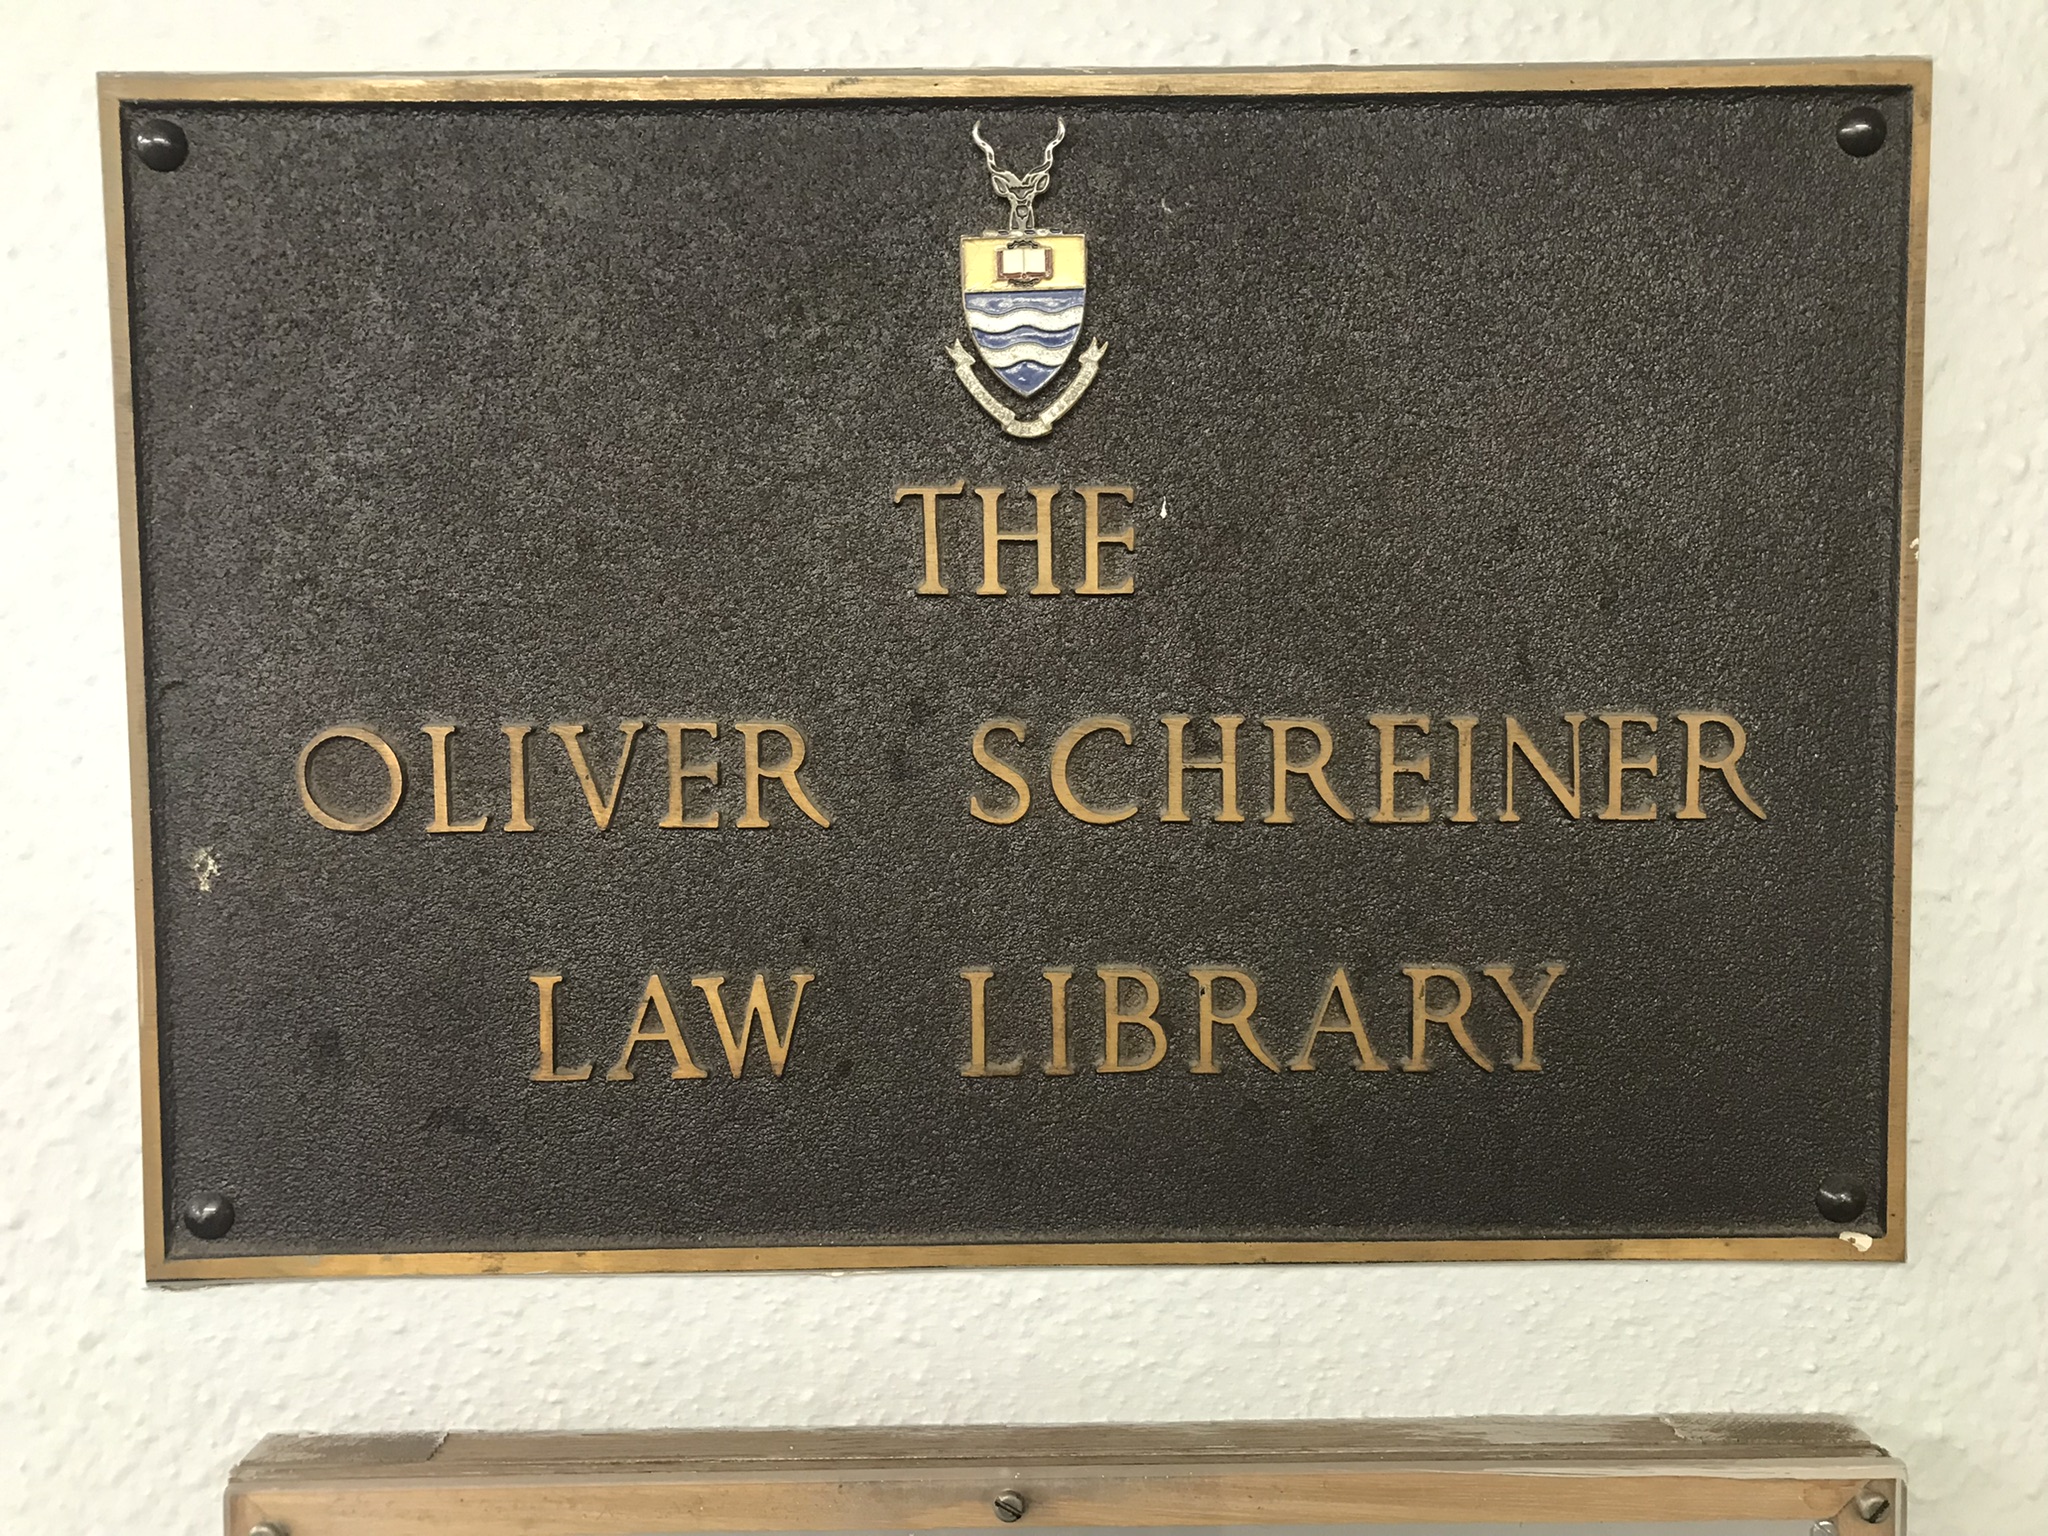 THE
OLIVER SCHREINER
LAW LIBRARY